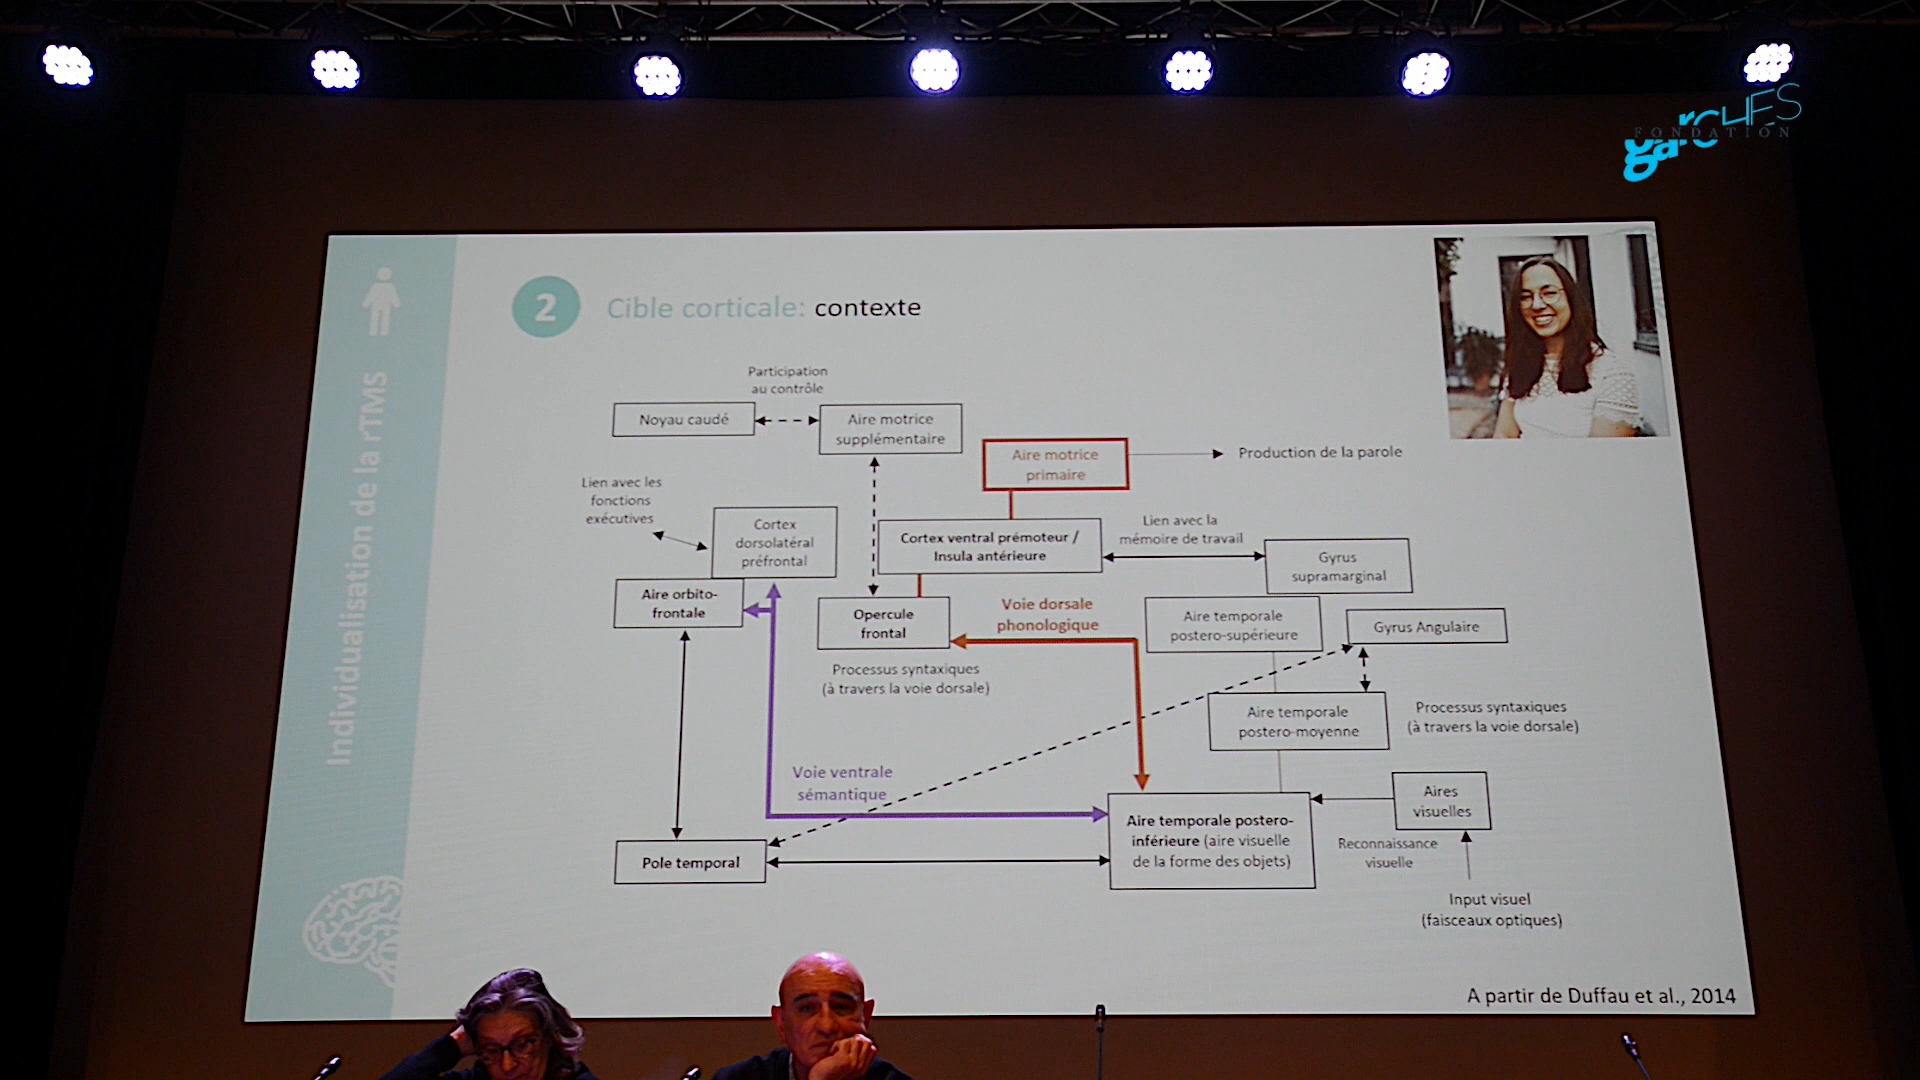 garCHES
FONDATION
Individualisation de la rTMS
2
Cible corticale: contexte
Participation
au contrôle
Noyau caudé
Aire motrice
supplémentaire
Aire motrice
primaire
Production de la parole
Lien avec les
fonctions
exécutives
Cortex
dorsolatéral
préfrontal
Cortex ventral prémoteur /
Insula antérieure
Lien avec la
mémoire de travail
Gyrus
supramarginal
Aire orbito-
frontale
Opercule
frontal
Voie dorsale
phonologique
Aire temporale
postero-supérieure
Gyrus Angulaire
Processus syntaxiques
(à travers la voie dorsale)
Aire temporale
postero-moyenne
Processus syntaxiques
(à travers la voie dorsale)
Voie ventrale
sémantique
Aire temporale postero-
inférieure (aire visuelle
de la forme des objets)
Aires
visuelles
Reconnaissance
visuelle
Pole temporal
Input visuel
(faisceaux optiques)
A partir de Duffau et al., 2014